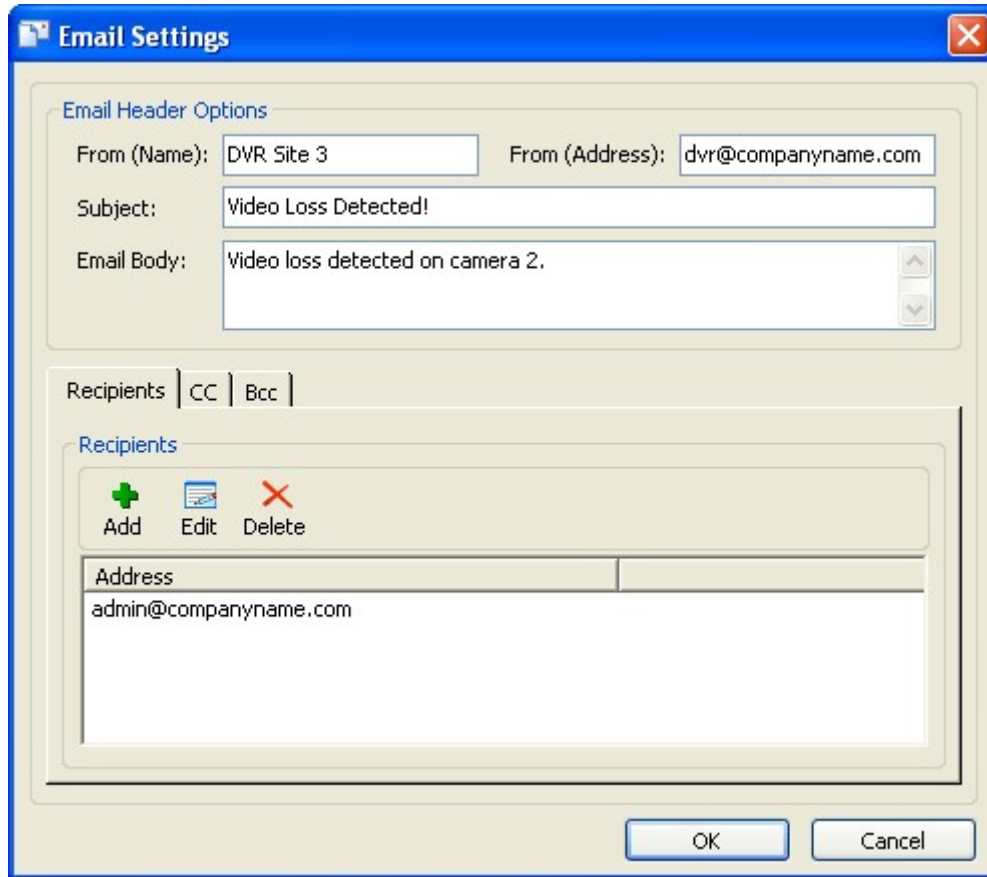 Email Settings
Email Header Options
From (Name): DVR Site 3 From (Address): dvr@companyname.com
Subject: Video Loss Detected!
Email Body: Video loss detected on camera 2.
Recipients CC Bcc
Recipients
Add Edit Delete
Address
admin@companyname.com
OK Cancel